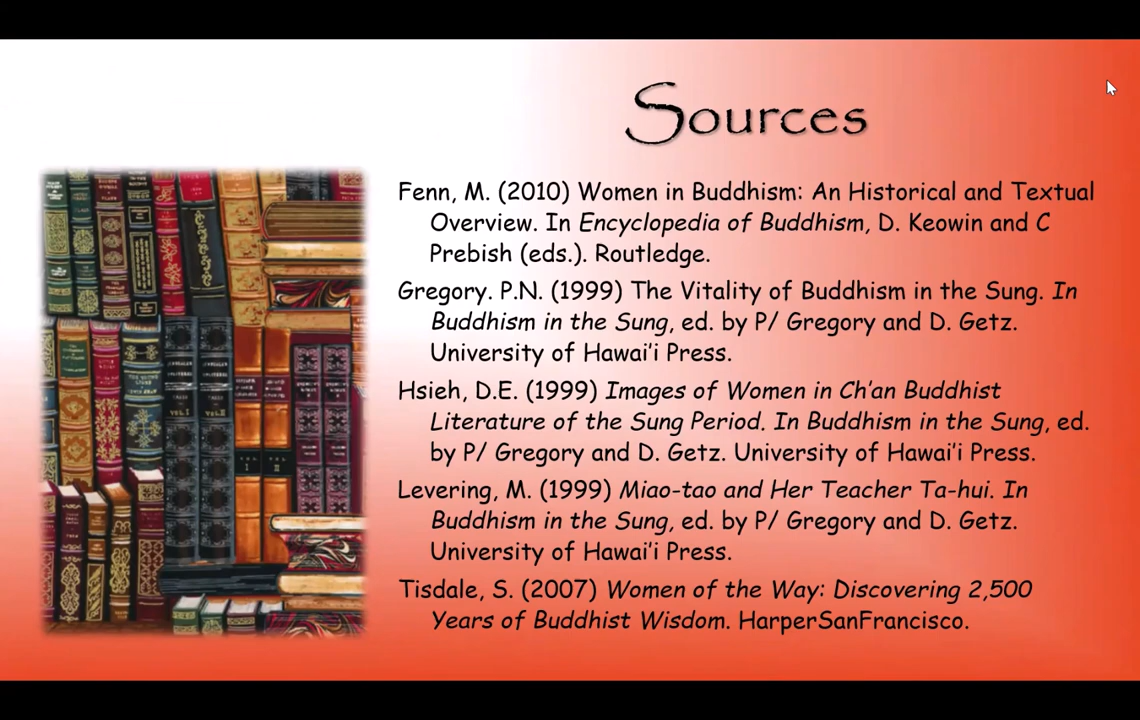 Sources
Fenn, M. (2010) Women in Buddhism: An Historical and Textual
Overview. In Encyclopedia of Buddhism, D. Keowin and C
Prebish (eds.). Routledge.
Gregory. P.N. (1999) The Vitality of Buddhism in the Sung. In
Buddhism in the Sung, ed. by P/ Gregory and D. Getz.
University of Hawai'i Press.
Hsieh, D.E. (1999) Images of Women in Ch'an Buddhist
Literature of the Sung Period. In Buddhism in the Sung, ed.
by P/ Gregory and D. Getz. University of Hawai'i Press.
Levering, M. (1999) Miao-tao and Her Teacher Ta-hui. In
Buddhism in the Sung, ed. by P/ Gregory and D. Getz.
University of Hawai'i Press.
Tisdale, S. (2007) Women of the Way: Discovering 2,500
Years of Buddhist Wisdom. HarperSanFrancisco.